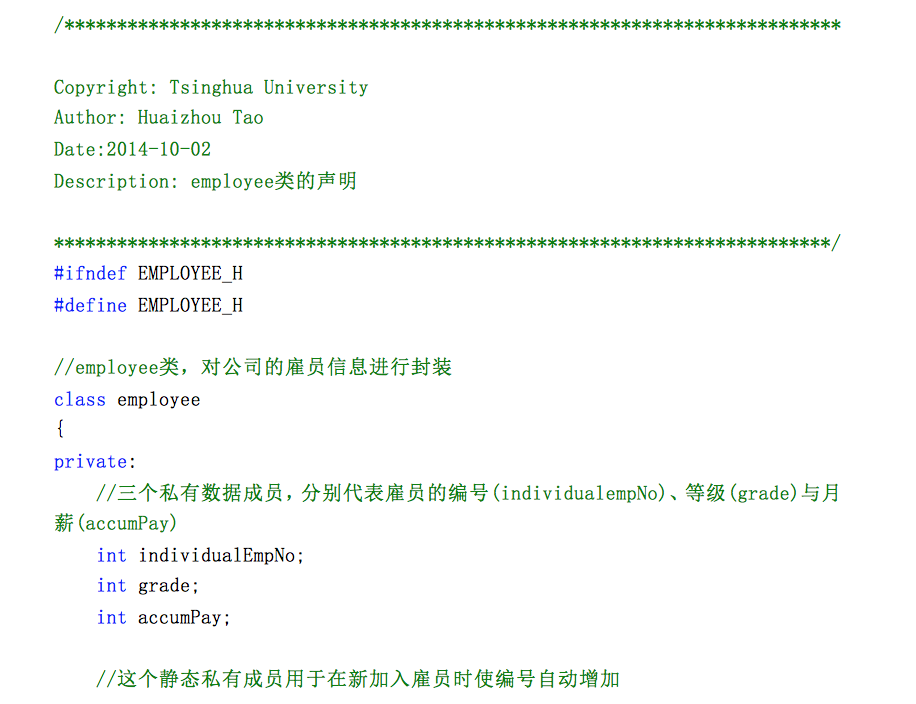 /**************************************************************************
Copyright: Tsinghua University
Author: Huaizhou Tao
Date:2014-10-02
Description: employee类的声明
**************************************************************************/
#ifndef EMPLOYEE_H
#define EMPLOYEE_H
//employee类，对公司的雇员信息进行封装
class employee
{
private:
//三个私有数据成员，分别代表雇员的编号(individualempNo)、等级(grade)与月
薪(accumPay)
int individualEmpNo;
int grade;
int accumPay;
//这个静态私有成员用于在新加入雇员时使编号自动增加